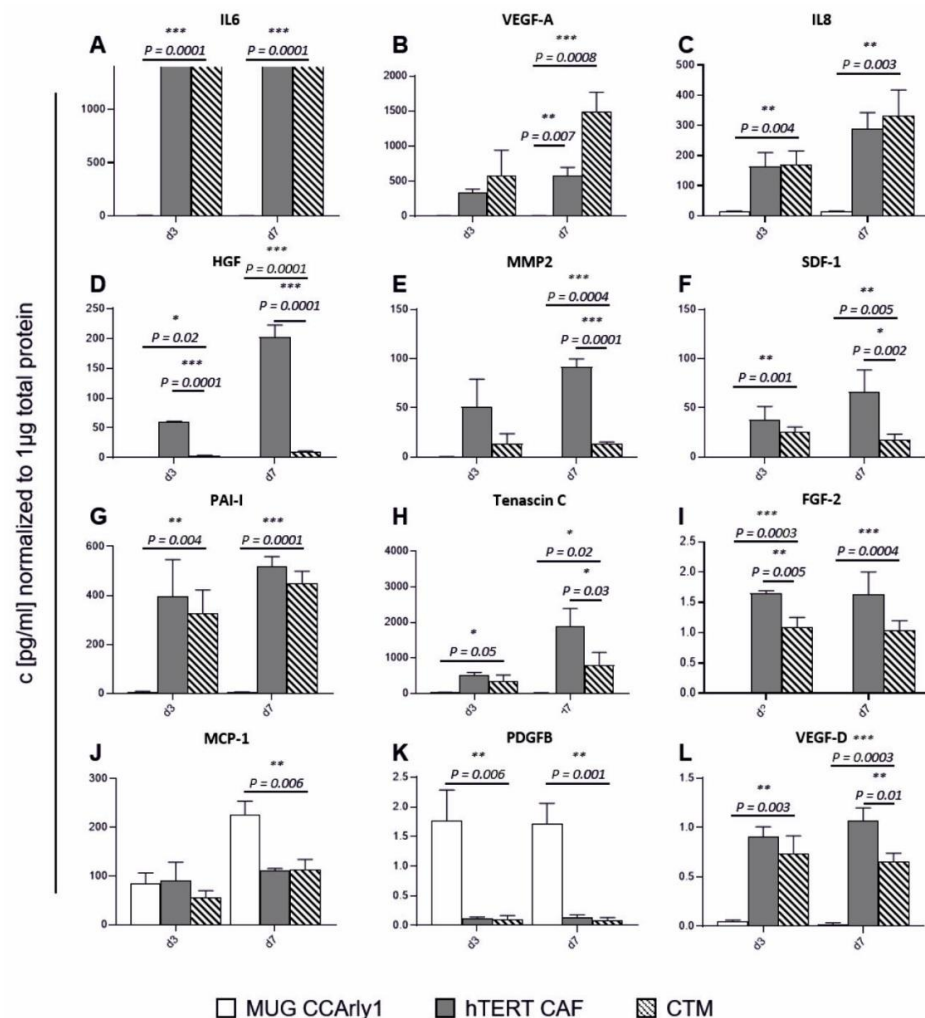 c [pg/ml] normalized to 1µg total protein
IL6
A
***
P = 0.0001
***
P = 0.0001
1000
500
0
d3
d7
VEGF-A
B
***
P = 0.0008
**
P = 0.007
2000
1500
1000
500
0
d3
d7
IL8
C
**
P = 0.003
**
P = 0.004
500
400
300
200
100
0
d3
d7
HGF
D
***
P = 0.0001
***
P = 0.0001
*
P = 0.02
***
P = 0.0001
250
200
150
100
50
0
d3
d7
MMP2
E
***
P = 0.0004
***
P = 0.0001
150
100
50
0
d3
d7
SDF-1
F
**
P = 0.005
*
P = 0.002
**
P = 0.001
150
100
50
0
d3
d7
PAI-I
G
**
P = 0.004
***
P = 0.0001
600
400
200
0
d3
d7
Tenascin C
H
*
P = 0.02
*
P = 0.03
*
P = 0.05
4000
3000
2000
1000
0
d3
FGF-2
I
***
P = 0.0003
**
P = 0.005
***
P = 0.0004
2.5
2.0
1.5
1.0
0.5
0.0
d7
MCP-1
J
**
P = 0.006
300
200
100
0
d3
d7
PDGFB
K
**
P = 0.006
**
P = 0.001
2.5
2.0
1.5
1.0
0.5
0.0
d3
d7
VEGF-D
L
***
P = 0.0003
**
P = 0.01
**
P = 0.003
1.5
1.0
0.5
0.0
d3
d7
MUG CCArly1
hTERT CAF
CTM